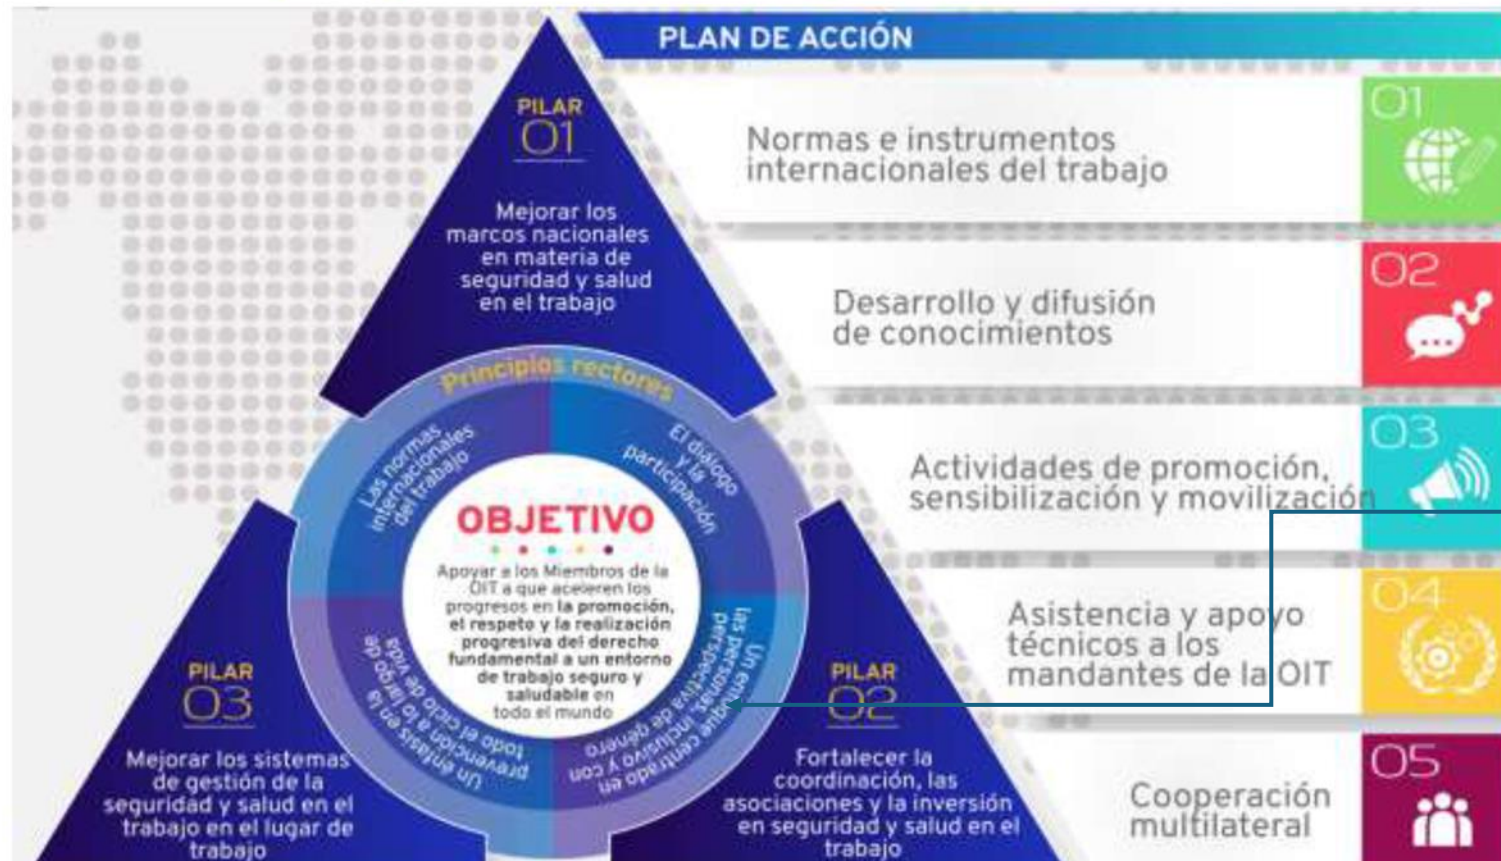 PLAN DE ACCIÓN
PILAR
01
Mejorar los
marcos nacionales
en materia de
seguridad y salud
en el trabajo
Principios rectores
Las normas
internacionales
del trabajo
El diálogo
y la
participación
Un enfoque centrado en
las personas, inclusivo y con
perspectiva de género
Un énfasis en la
prevención a lo largo de
todo el ciclo de vida
OBJETIVO
Apoyar a los Miembros de la
OIT a que aceleren los
progresos en la promoción,
el respeto y la realización
progresiva del derecho
fundamental a un entorno
de trabajo seguro y
saludable en
todo el mundo
PILAR
03
Mejorar los sistemas
de gestión de la
seguridad y salud en el
trabajo en el lugar de
trabajo
PILAR
02
Fortalecer la
coordinación, las
asociaciones y la inversión
en seguridad y salud en el
trabajo
Normas e instrumentos
internacionales del trabajo
01
Desarrollo y difusión
de conocimientos
02
Actividades de promoción,
sensibilización y movilización
03
Asistencia y apoyo
técnicos a los
mandantes de la OIT
04
Cooperación
multilateral
05